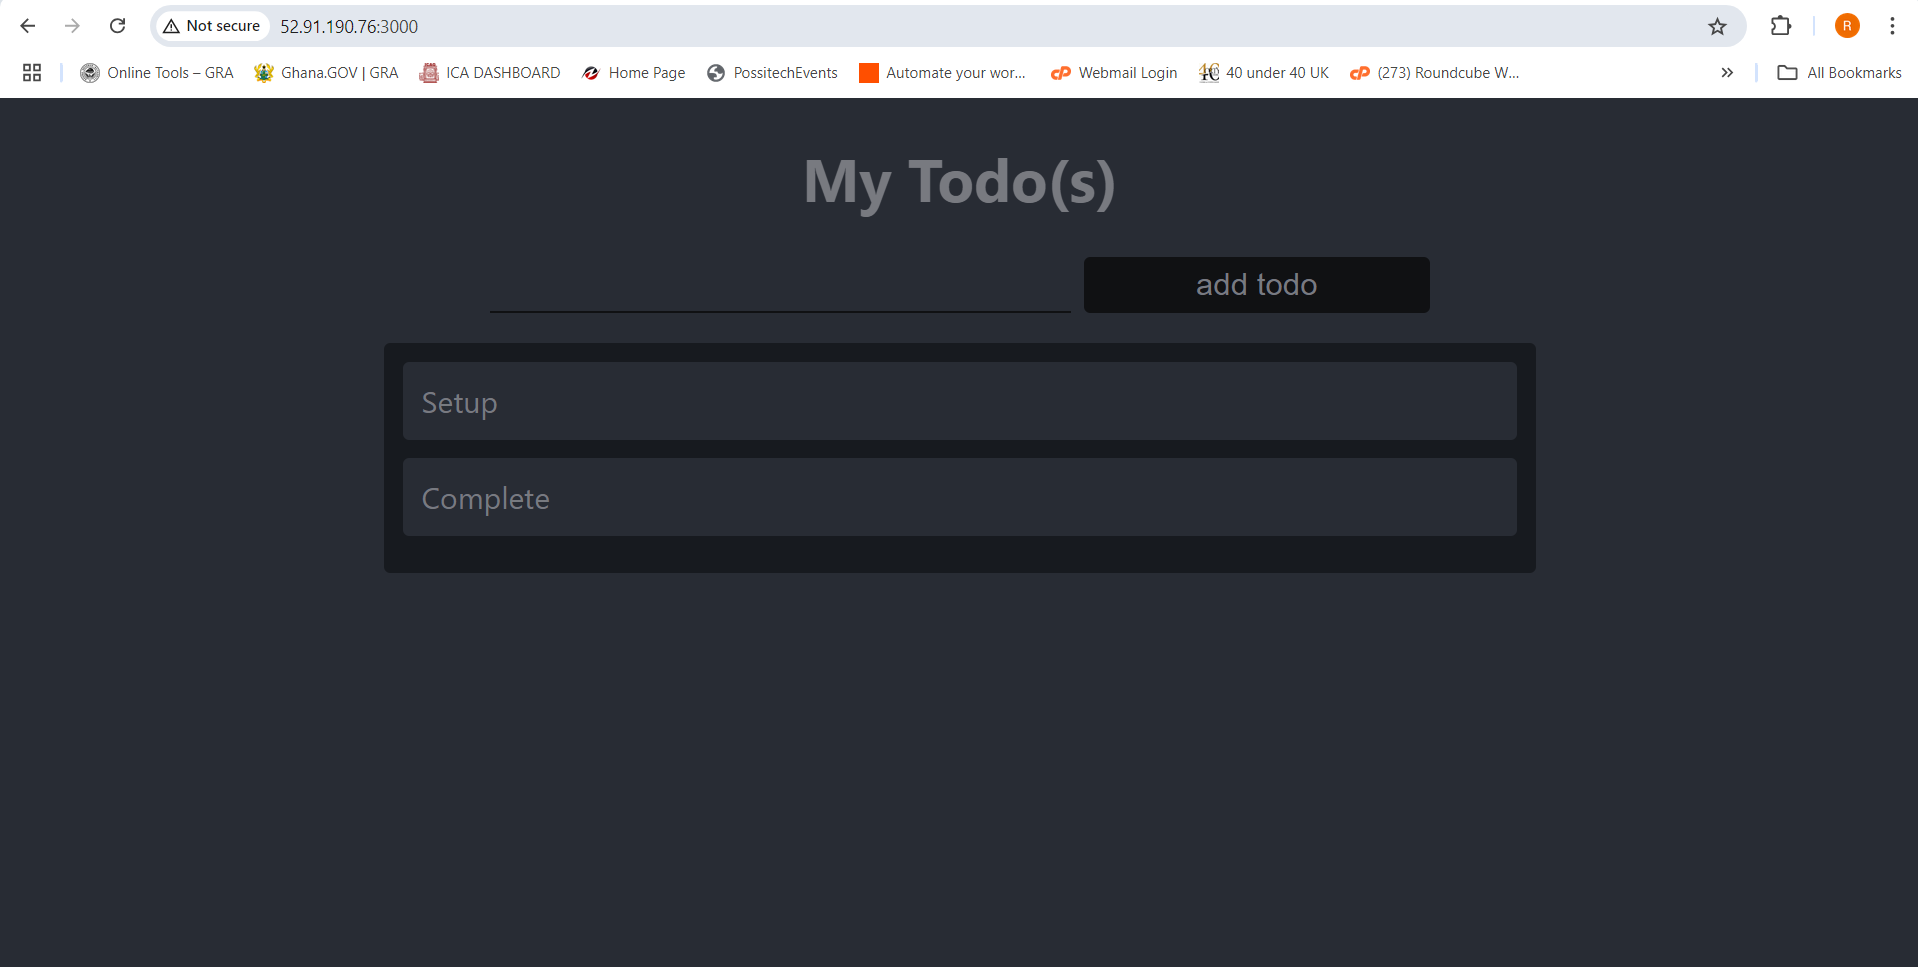 Not secure 52.91.190.76:3000 R
Online Tools – GRA Ghana.GOV | GRA ICA DASHBOARD Home Page PossitechEvents Automate your wor... Webmail Login 40 under 40 UK (273) Roundcube W... » All Bookmarks
My Todo(s)
add todo
Setup
Complete